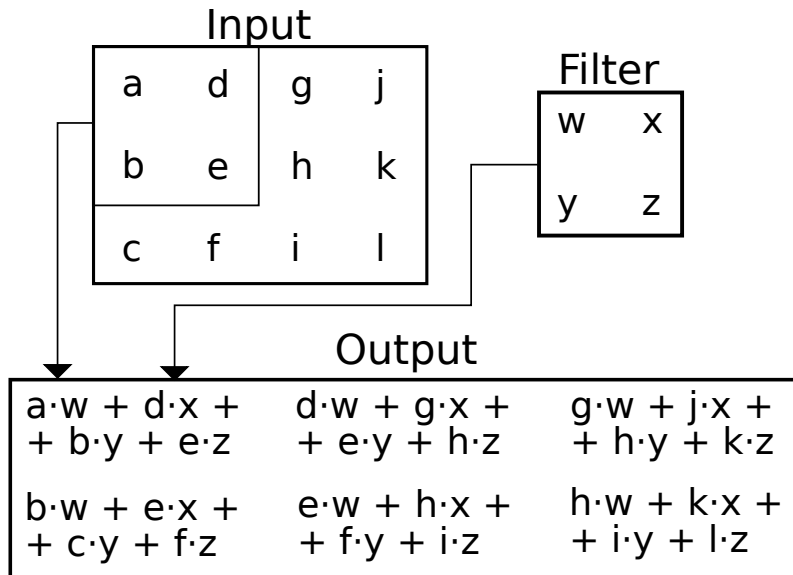 Input
a d g j
b e h k
c f i l
Filter
w x
y z
Output
a·w + d·x +
+ b·y + e·z
d·w + g·x +
+ e·y + h·z
g·w + j·x +
+ h·y + k·z
b·w + e·x +
+ c·y + f·z
e·w + h·x +
+ f·y + i·z
h·w + k·x +
+ i·y + l·z